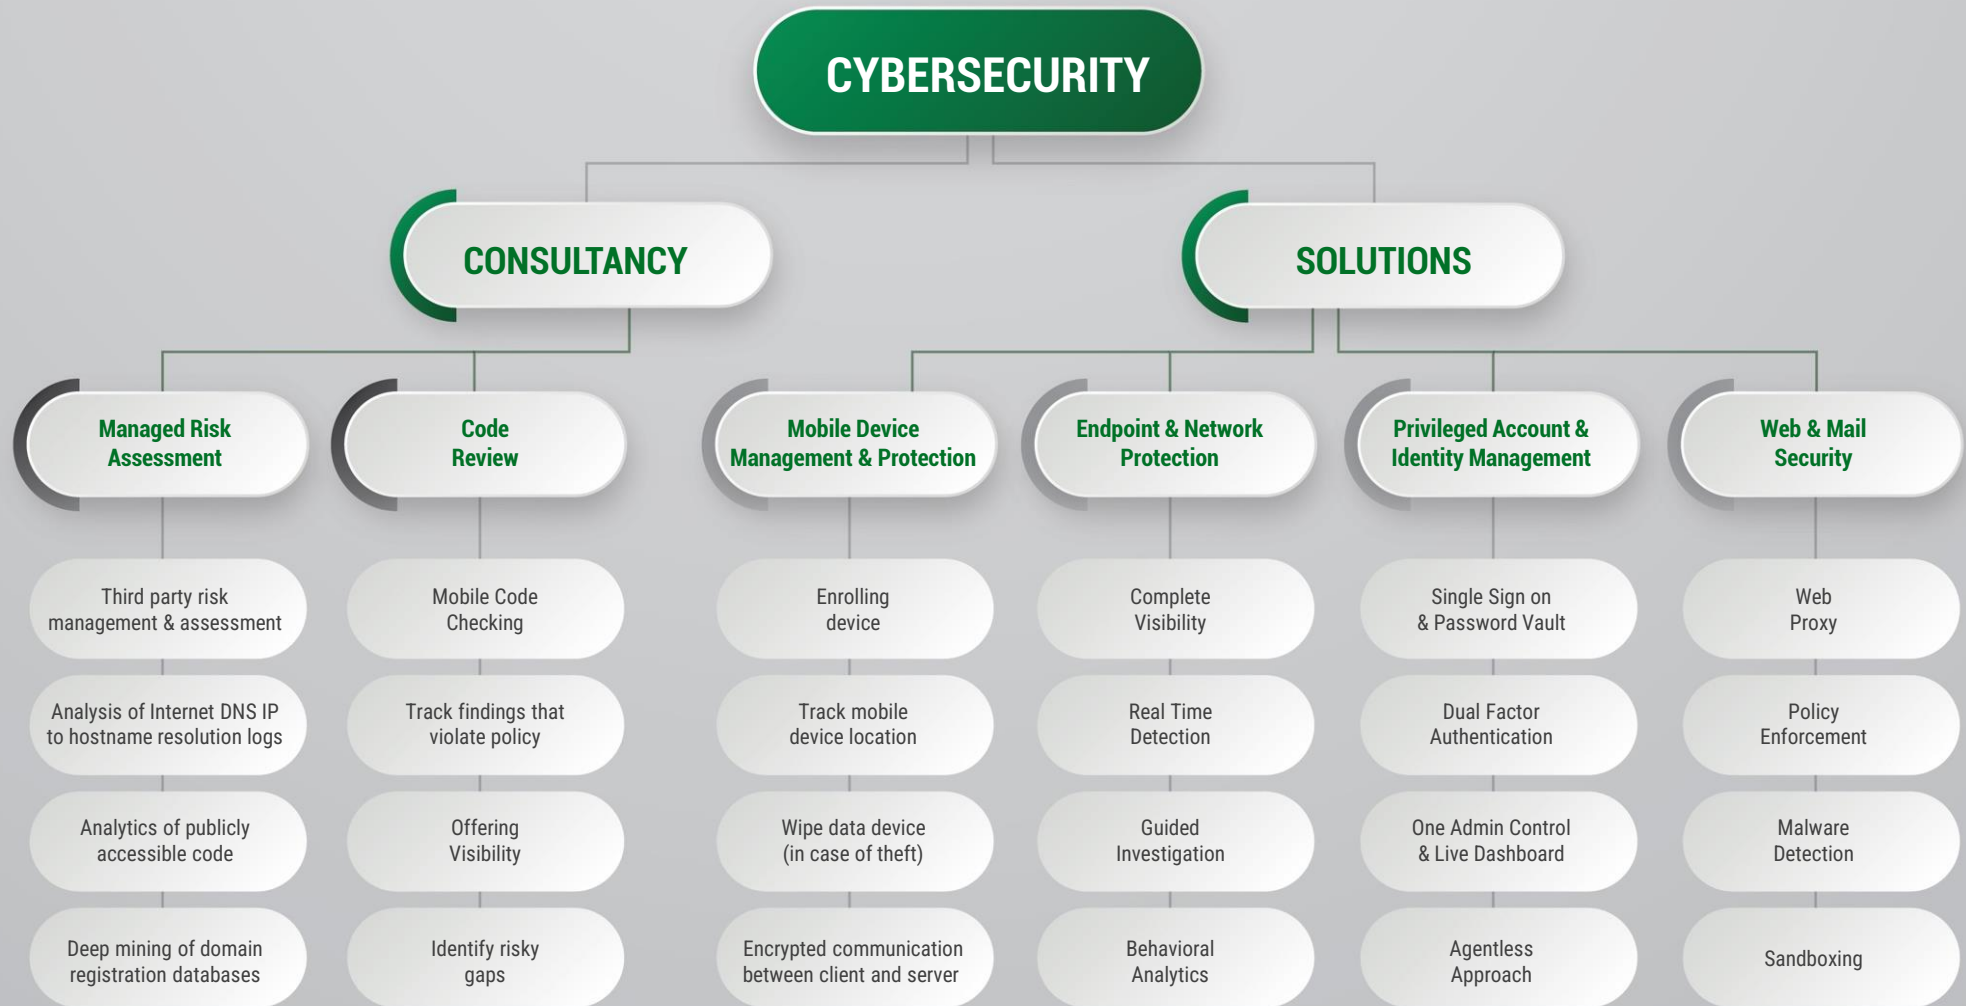 CYBERSECURITY
CONSULTANCY
SOLUTIONS
Managed Risk
Assessment
Code
Review
Mobile Device
Management & Protection
Endpoint & Network
Protection
Privileged Account &
Identity Management
Web & Mail
Security
Third party risk
management & assessment
Mobile Code
Checking
Enrolling
device
Complete
Visibility
Single Sign on
& Password Vault
Web
Proxy
Analysis of Internet DNS IP
to hostname resolution logs
Track findings that
violate policy
Track mobile
device location
Real Time
Detection
Dual Factor
Authentication
Policy
Enforcement
Analytics of publicly
accessible code
Offering
Visibility
Wipe data device
(in case of theft)
Guided
Investigation
One Admin Control
& Live Dashboard
Malware
Detection
Deep mining of domain
registration databases
Identify risky
gaps
Encrypted communication
between client and server
Behavioral
Analytics
Agentless
Approach
Sandboxing